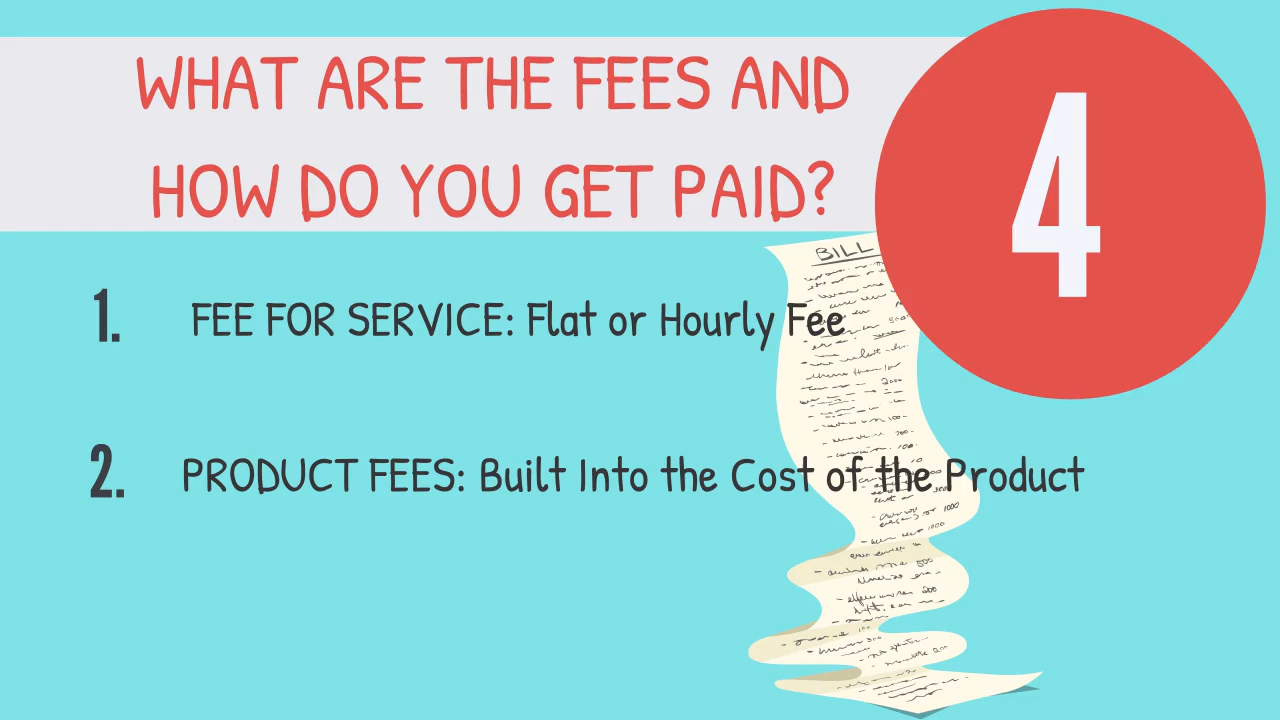 WHAT ARE THE FEES AND
HOW DO YOU GET PAID?
4
BILL
1. FEE FOR SERVICE: Flat or Hourly Fee
2. PRODUCT FEES: Built Into the Cost of the Product